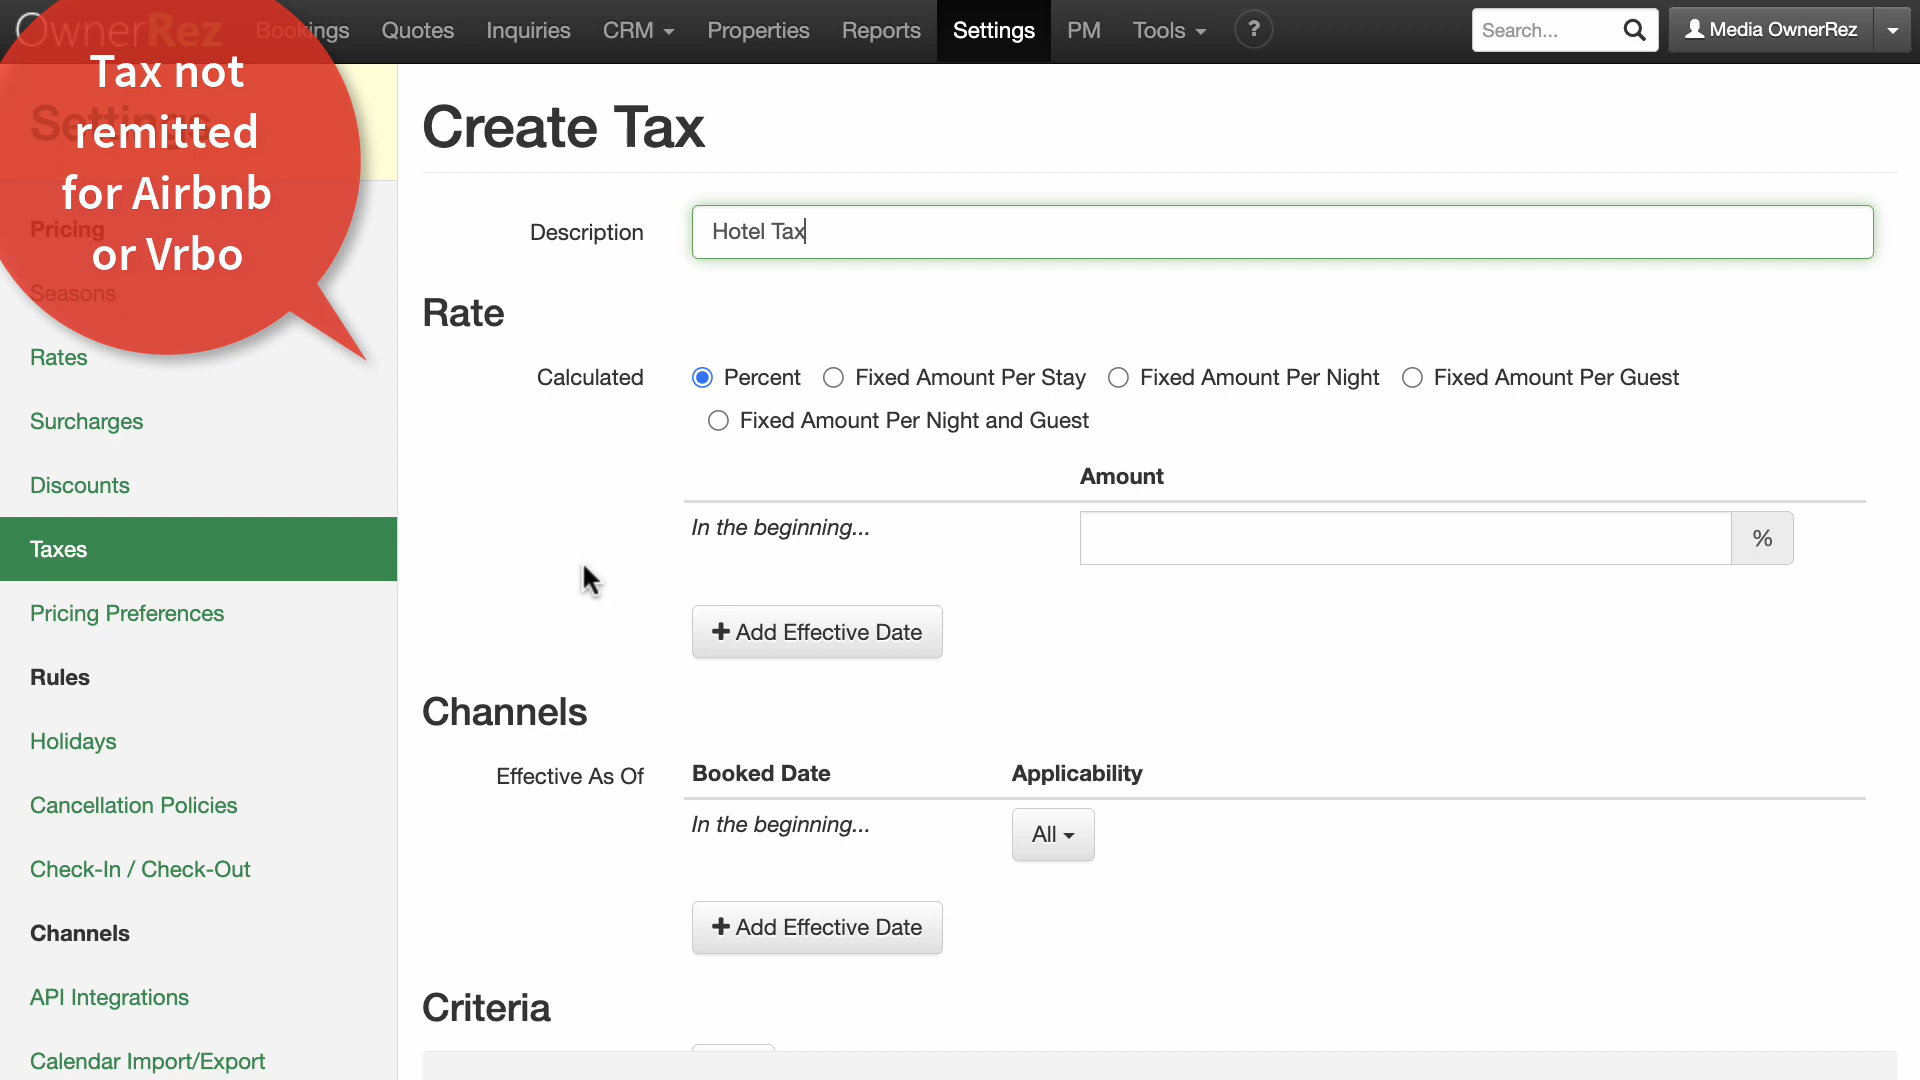 OwnerRez Bookings Quotes Inquiries CRM Properties Reports Settings PM Tools ? Search... Media OwnerRez
Tax not
remitted
for Airbnb
or Vrbo
Settings
Pricing
Seasons
Rates
Surcharges
Discounts
Taxes
Pricing Preferences
Rules
Holidays
Cancellation Policies
Check-In / Check-Out
Channels
API Integrations
Calendar Import/Export
Create Tax
Description Hotel Tax
Rate
Calculated Percent Fixed Amount Per Stay Fixed Amount Per Night Fixed Amount Per Guest
Fixed Amount Per Night and Guest
Amount
In the beginning... %
+ Add Effective Date
Channels
Effective As Of Booked Date Applicability
In the beginning... All
+ Add Effective Date
Criteria